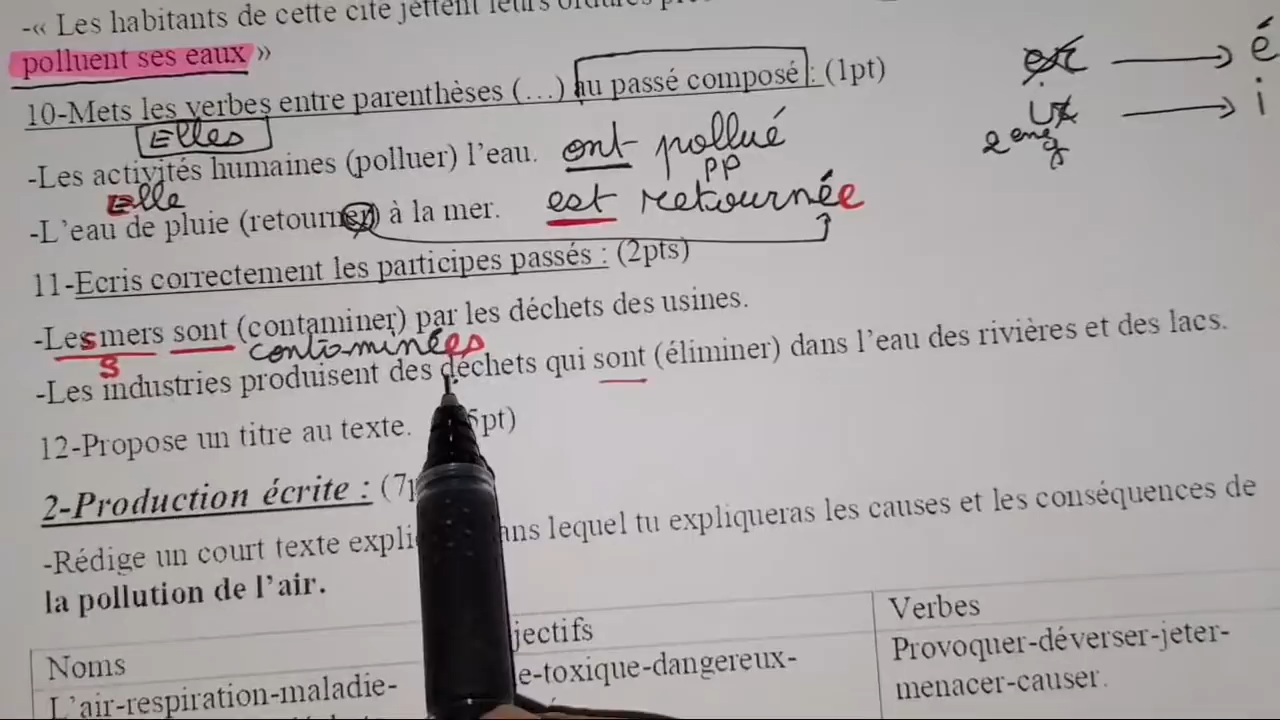 -« Les habitants de cette cité jettent leurs ordures
polluent ses eaux »
er → é
ir → i
2eme g
10-Mets les verbes entre parenthèses (…) au passé composé : (1pt)
Elles
-Les activités humaines (polluer) l'eau. ont pollué
PP
Elle
-L'eau de pluie (retourner) à la mer. est retournée
11-Ecris correctement les participes passés : (2pts)
-Les mers sont (contaminer) par les déchets des usines.
s contaminées
-Les industries produisent des déchets qui sont (éliminer) dans l'eau des rivières et des lacs.
12-Propose un titre au texte. 5pt)
2-Production écrite :
-Rédige un court texte lequel tu expliqueras les causes et les conséquences de
la pollution de l'air.
Noms
Verbes
L'air-respiration-maladie-
e-toxique-dangereux-
Provoquer-déverser-jeter-
menacer-causer.